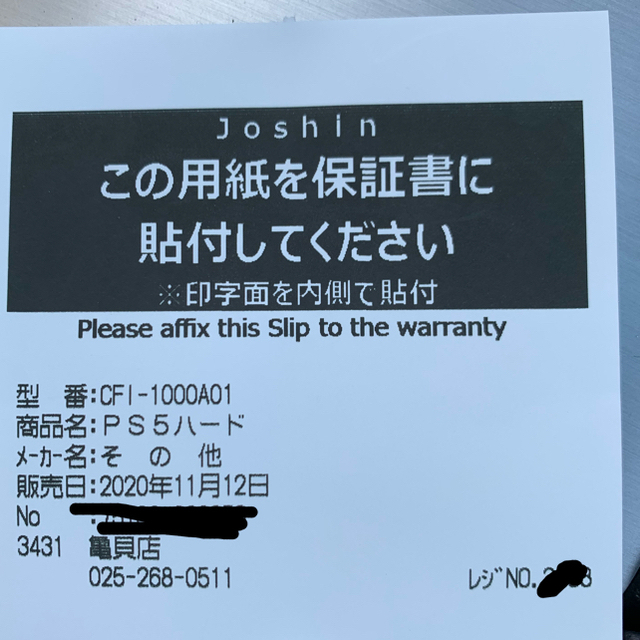 Joshin
この用紙を保証書に
貼付してください
※印字面を内側で貼付
Please affix this Slip to the warranty
型　番:CFI-1000A01
商品名:ＰＳ５ハード
ﾒｰｶｰ名:そ　の　他
販売日:2020年11月12日
No :
3431 亀貝店
025-268-0511 ﾚｼﾞNO.